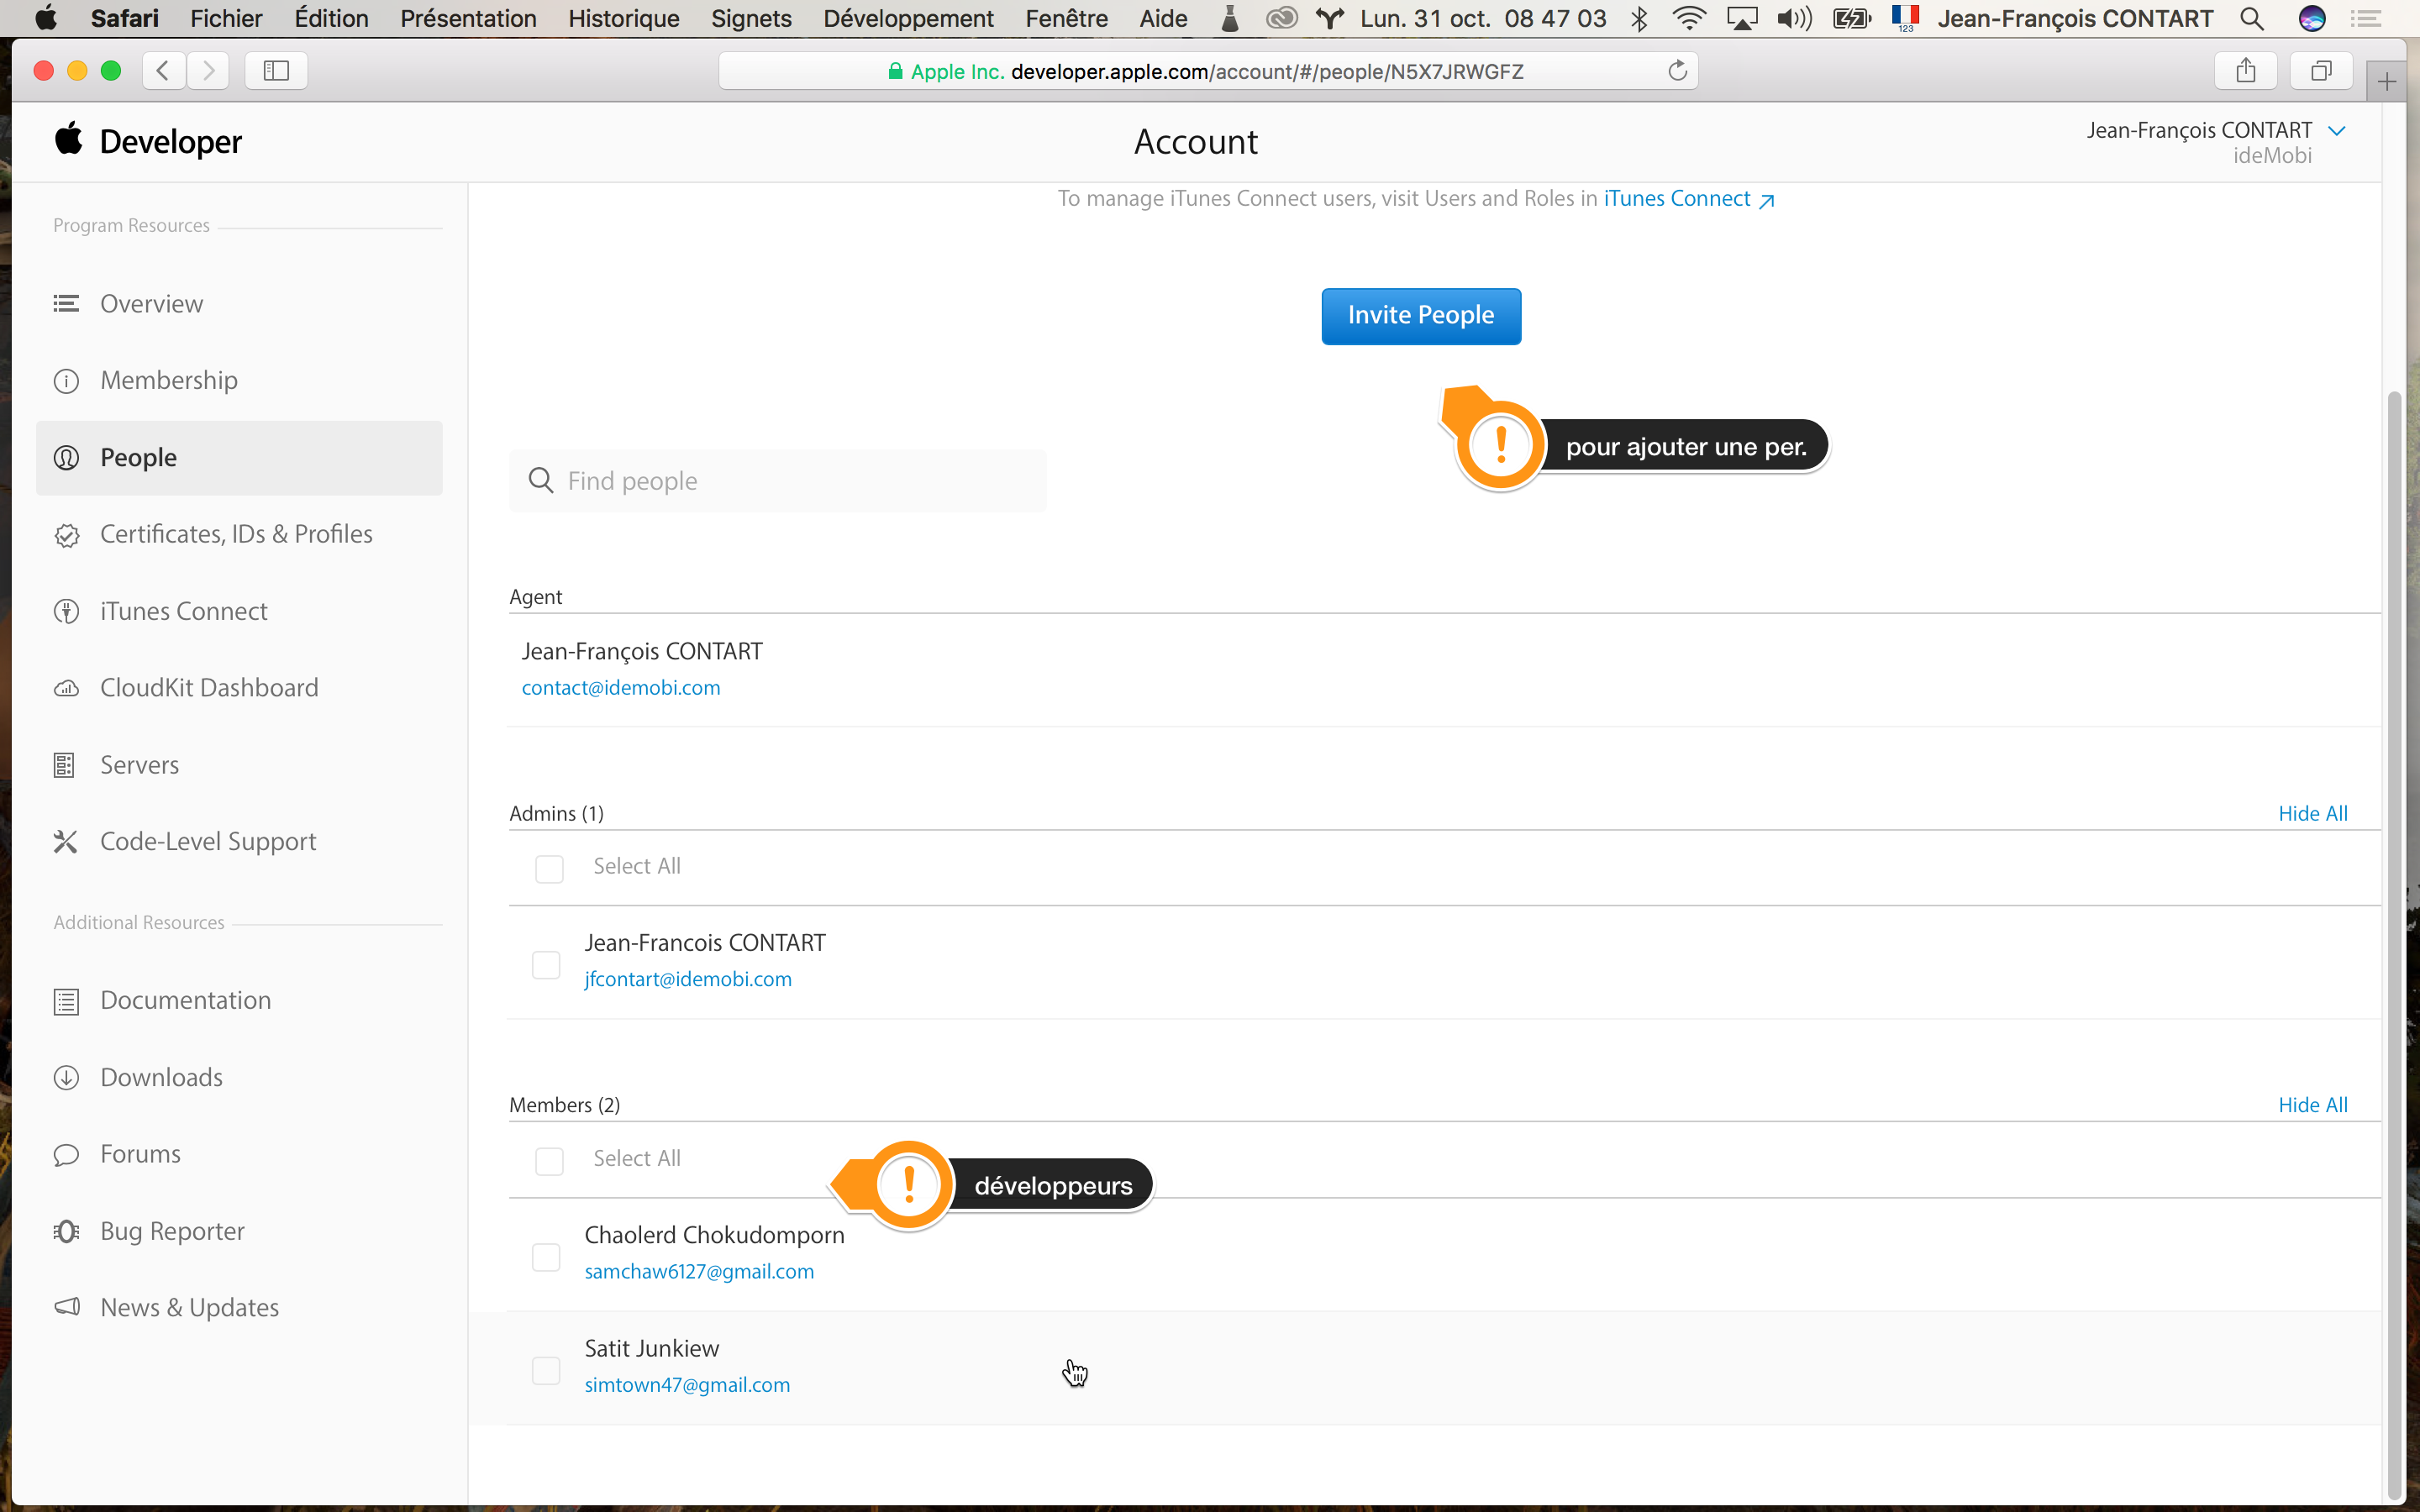 Safari Fichier Édition Présentation Historique Signets Développement Fenêtre Aide Lun. 31 oct. 08 47 03 123 Jean-François CONTART
Apple Inc. developer.apple.com/account/#/people/N5X7JRWGFZ
Developer
Account
Jean-François CONTART
ideMobi
To manage iTunes Connect users, visit Users and Roles in iTunes Connect
Program Resources
Overview
Membership
People
Certificates, IDs & Profiles
iTunes Connect
CloudKit Dashboard
Servers
Code-Level Support
Additional Resources
Documentation
Downloads
Forums
Bug Reporter
News & Updates
Invite People
! pour ajouter une per.
Find people
Agent
Jean-François CONTART
contact@idemobi.com
Admins (1) Hide All
Select All
Jean-Francois CONTART
jfcontart@idemobi.com
Members (2) Hide All
Select All
! développeurs
Chaolerd Chokudomporn
samchaw6127@gmail.com
Satit Junkiew
simtown47@gmail.com